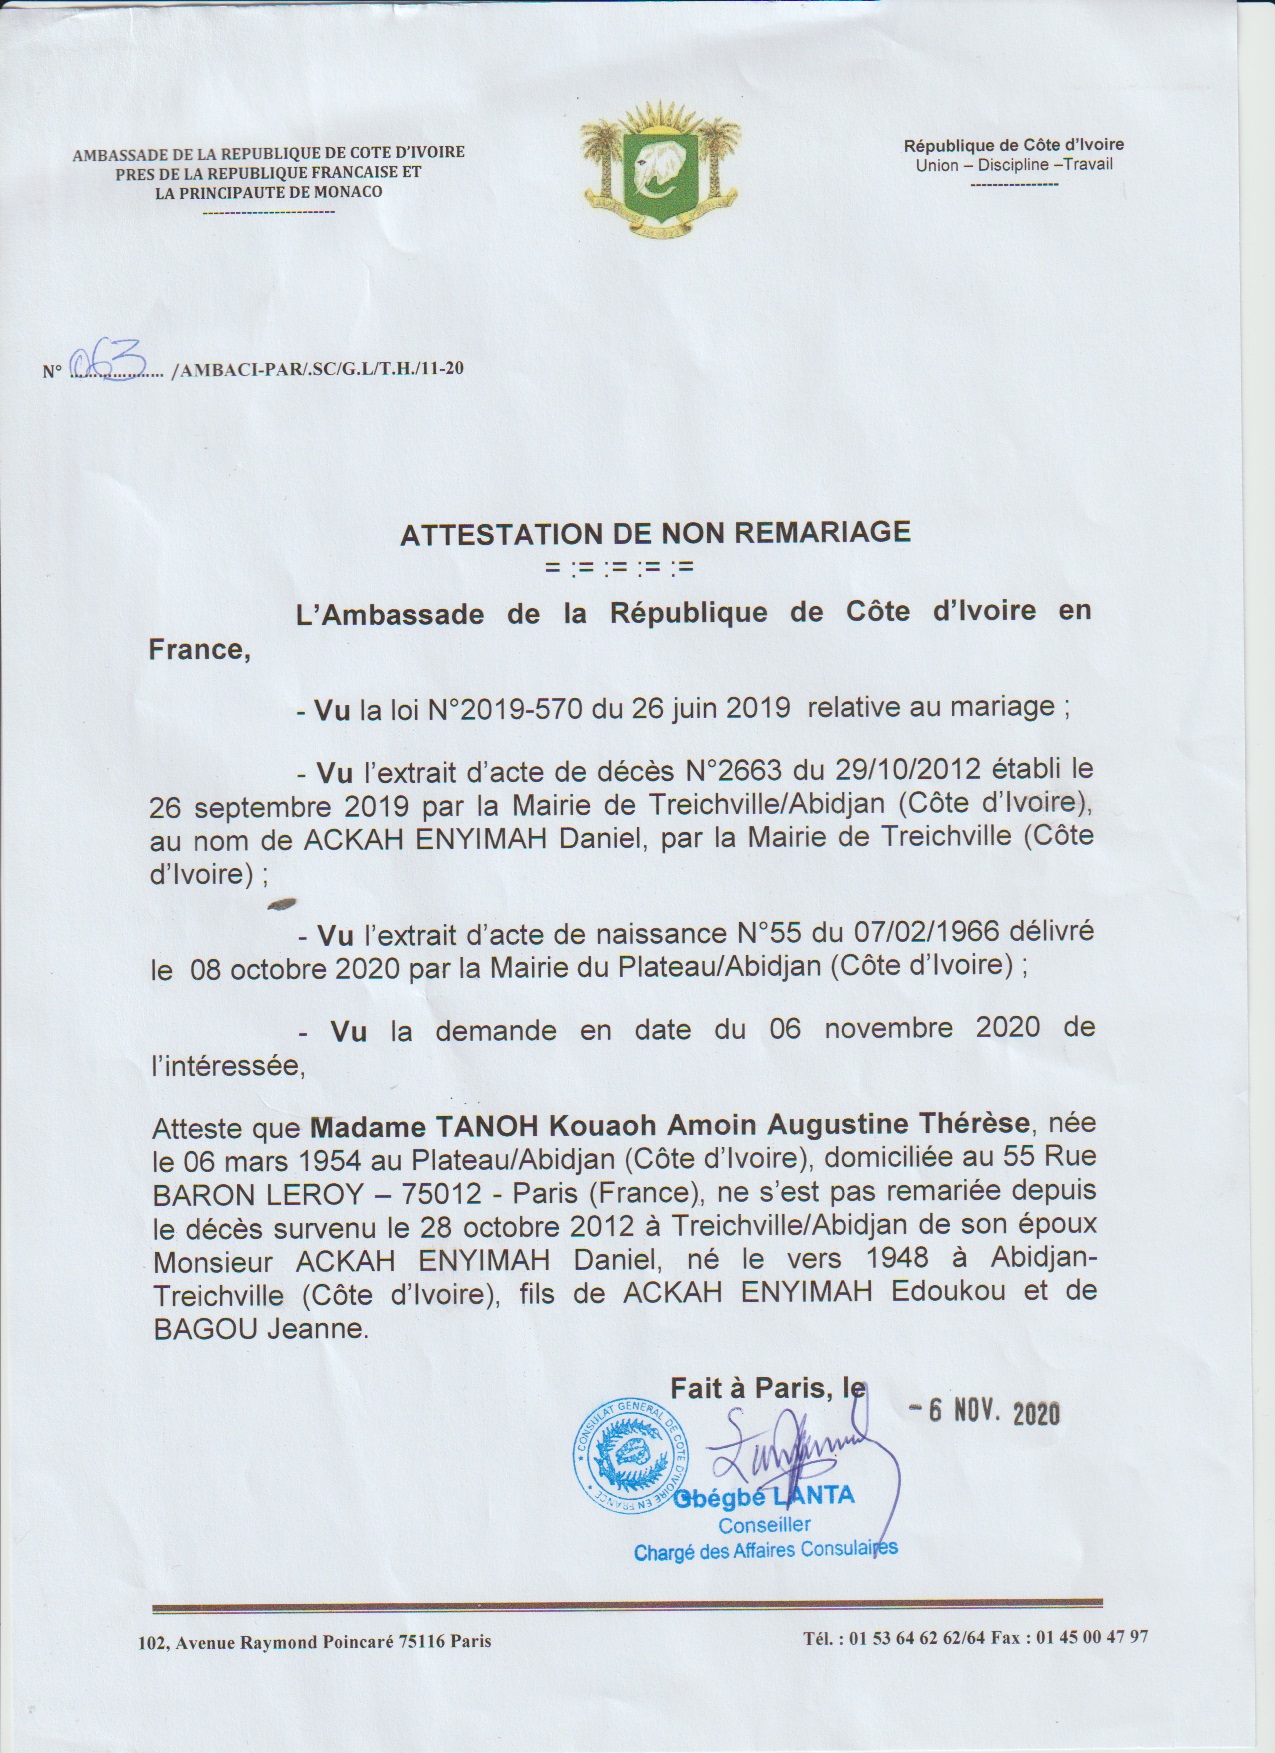 AMBASSADE DE LA REPUBLIQUE DE COTE D'IVOIRE
PRES DE LA REPUBLIQUE FRANCAISE ET
LA PRINCIPAUTE DE MONACO
------------------------
République de Côte d'Ivoire
Union – Discipline –Travail
----------------
N° 063 /AMBACI-PAR/.SC/G.L/T.H./11-20
ATTESTATION DE NON REMARIAGE
= := := := :=
L'Ambassade de la République de Côte d'Ivoire en
France,
- Vu la loi N°2019-570 du 26 juin 2019 relative au mariage ;
- Vu l'extrait d'acte de décès N°2663 du 29/10/2012 établi le
26 septembre 2019 par la Mairie de Treichville/Abidjan (Côte d'Ivoire),
au nom de ACKAH ENYIMAH Daniel, par la Mairie de Treichville (Côte
d'Ivoire) ;
- Vu l'extrait d'acte de naissance N°55 du 07/02/1966 délivré
le 08 octobre 2020 par la Mairie du Plateau/Abidjan (Côte d'Ivoire) ;
- Vu la demande en date du 06 novembre 2020 de
l'intéressée,
Atteste que Madame TANOH Kouaoh Amoin Augustine Thérèse, née
le 06 mars 1954 au Plateau/Abidjan (Côte d'Ivoire), domiciliée au 55 Rue
BARON LEROY – 75012 - Paris (France), ne s'est pas remariée depuis
le décès survenu le 28 octobre 2012 à Treichville/Abidjan de son époux
Monsieur ACKAH ENYIMAH Daniel, né le vers 1948 à Abidjan-
Treichville (Côte d'Ivoire), fils de ACKAH ENYIMAH Edoukou et de
BAGOU Jeanne.
Fait à Paris, le
- 6 NOV. 2020
* CONSULAT GENERAL DE COTE D'IVOIRE EN FRANCE *
Gbégbé LANTA
Conseiller
Chargé des Affaires Consulaires
102, Avenue Raymond Poincaré 75116 Paris
Tél. : 01 53 64 62 62/64 Fax : 01 45 00 47 97